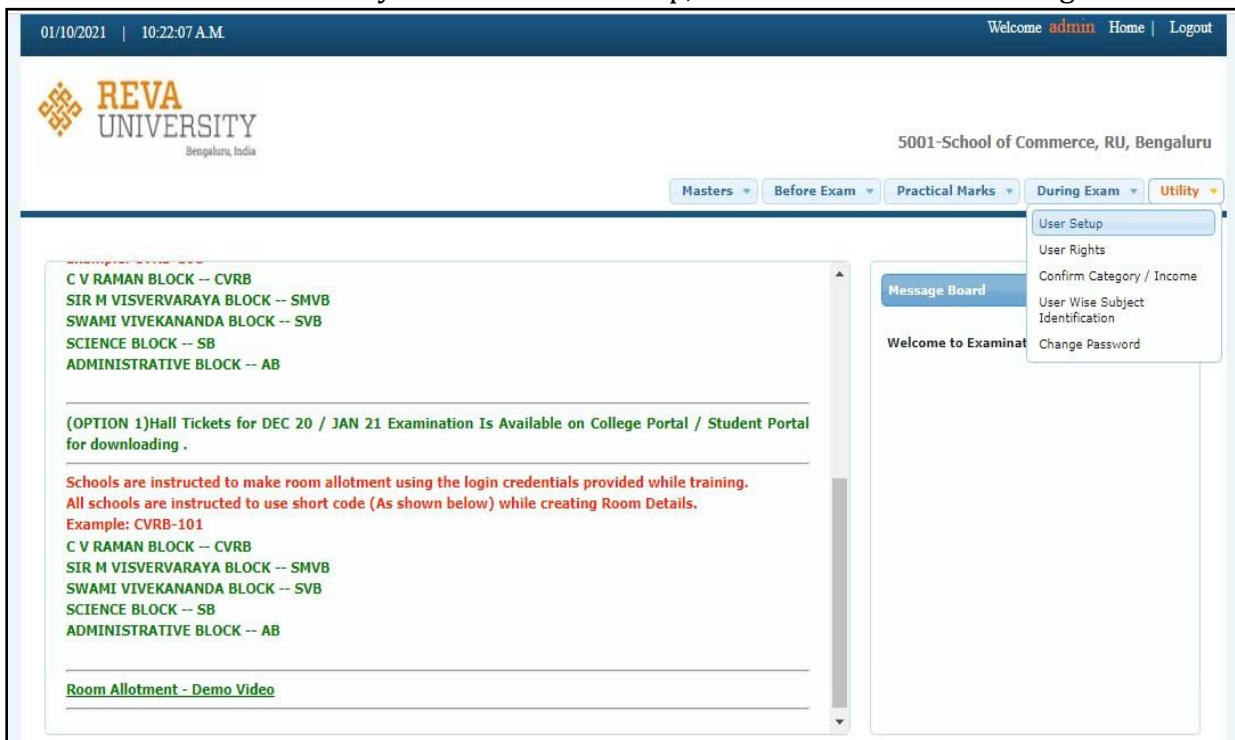 01/10/2021 | 10:22:07 A.M.
Welcome admin Home | Logout
REVA
UNIVERSITY
Bengaluru, India
5001-School of Commerce, RU, Bengaluru
Masters Before Exam Practical Marks During Exam Utility
User Setup
User Rights
Confirm Category / Income
User Wise Subject
Identification
Change Password
C V RAMAN BLOCK -- CVRB
SIR M VISVERVARAYA BLOCK -- SMVB
SWAMI VIVEKANANDA BLOCK -- SVB
SCIENCE BLOCK -- SB
ADMINISTRATIVE BLOCK -- AB
(OPTION 1)Hall Tickets for DEC 20 / JAN 21 Examination Is Available on College Portal / Student Portal
for downloading .
Schools are instructed to make room allotment using the login credentials provided while training.
All schools are instructed to use short code (As shown below) while creating Room Details.
Example: CVRB-101
C V RAMAN BLOCK -- CVRB
SIR M VISVERVARAYA BLOCK -- SMVB
SWAMI VIVEKANANDA BLOCK -- SVB
SCIENCE BLOCK -- SB
ADMINISTRATIVE BLOCK -- AB
Room Allotment - Demo Video
Message Board
Welcome to Examinat